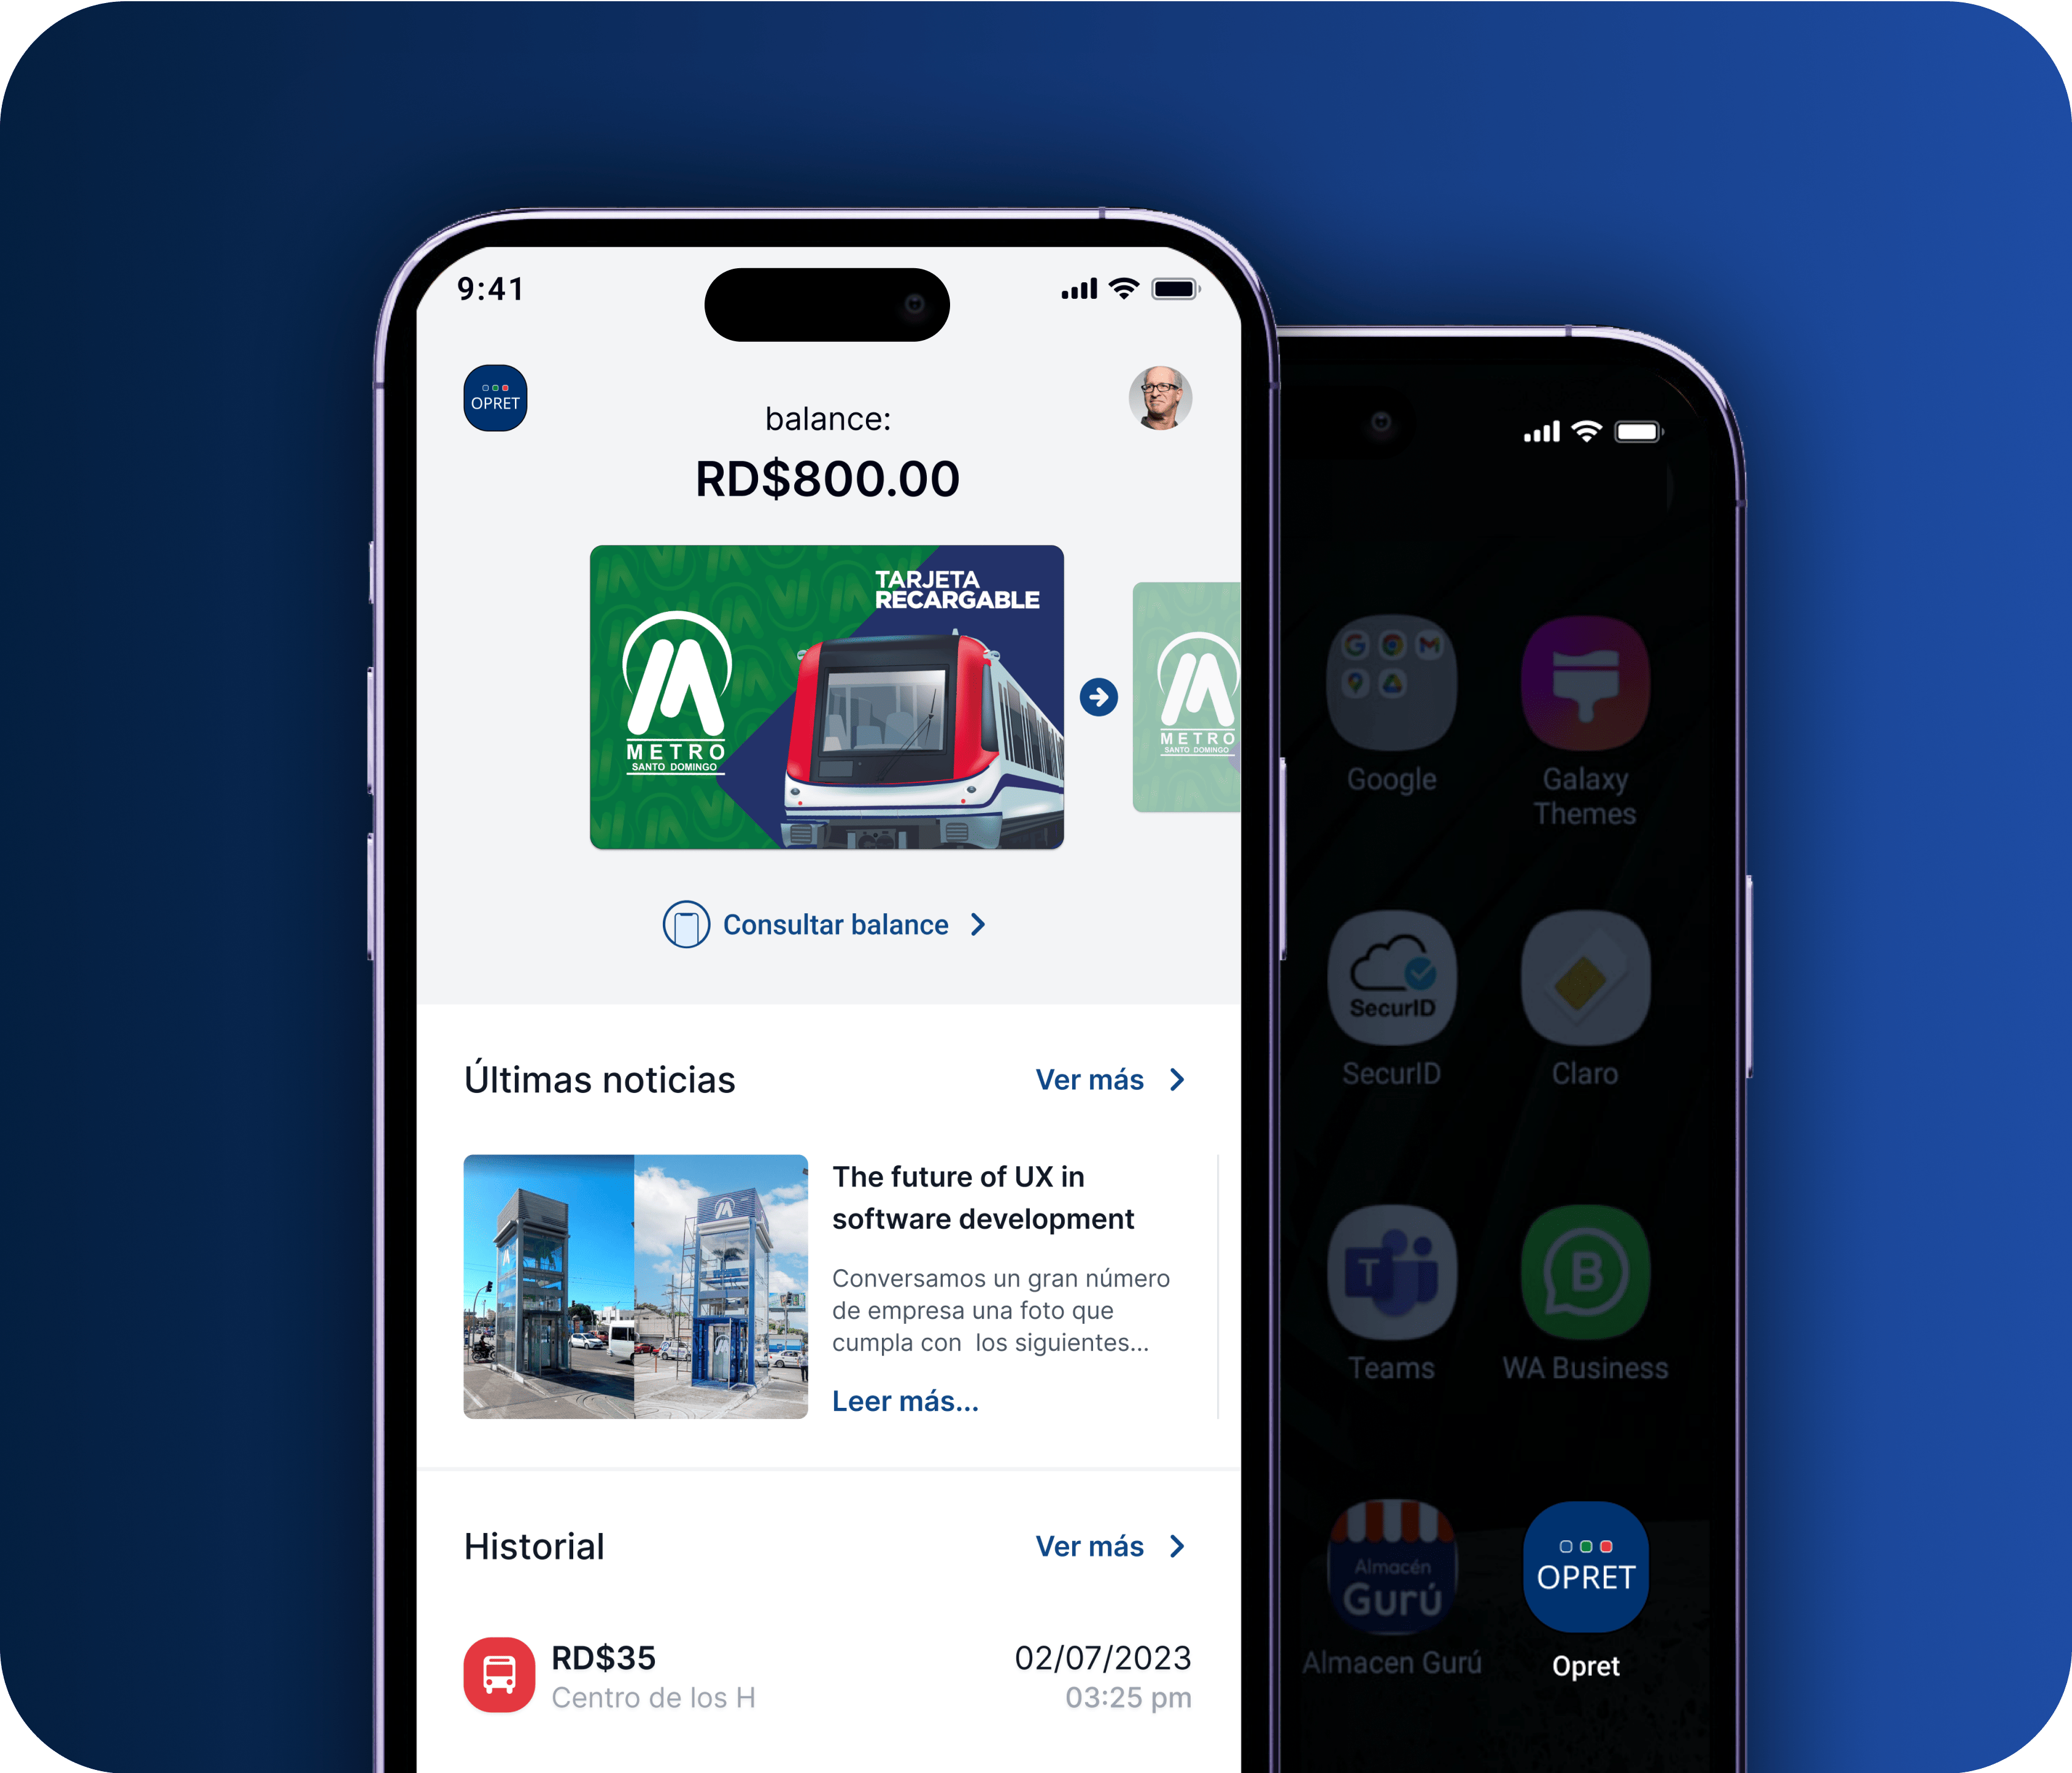 9:41
OPRET
balance:
RD$800.00
TARJETA
RECARGABLE
METRO
SANTO DOMINGO
METRO
SANTO DOMINGO
Consultar balance
Últimas noticias
Ver más
The future of UX in
software development
Conversamos un gran número
de empresa una foto que
cumpla con  los siguientes...
Leer más...
Historial
Ver más
RD$35
02/07/2023
Centro de los H
03:25 pm
Google
Galaxy
Themes
SecurID
SecurID
Claro
T
Teams
B
WA Business
Almacén
Gurú
Almacen Gurú
OPRET
Opret